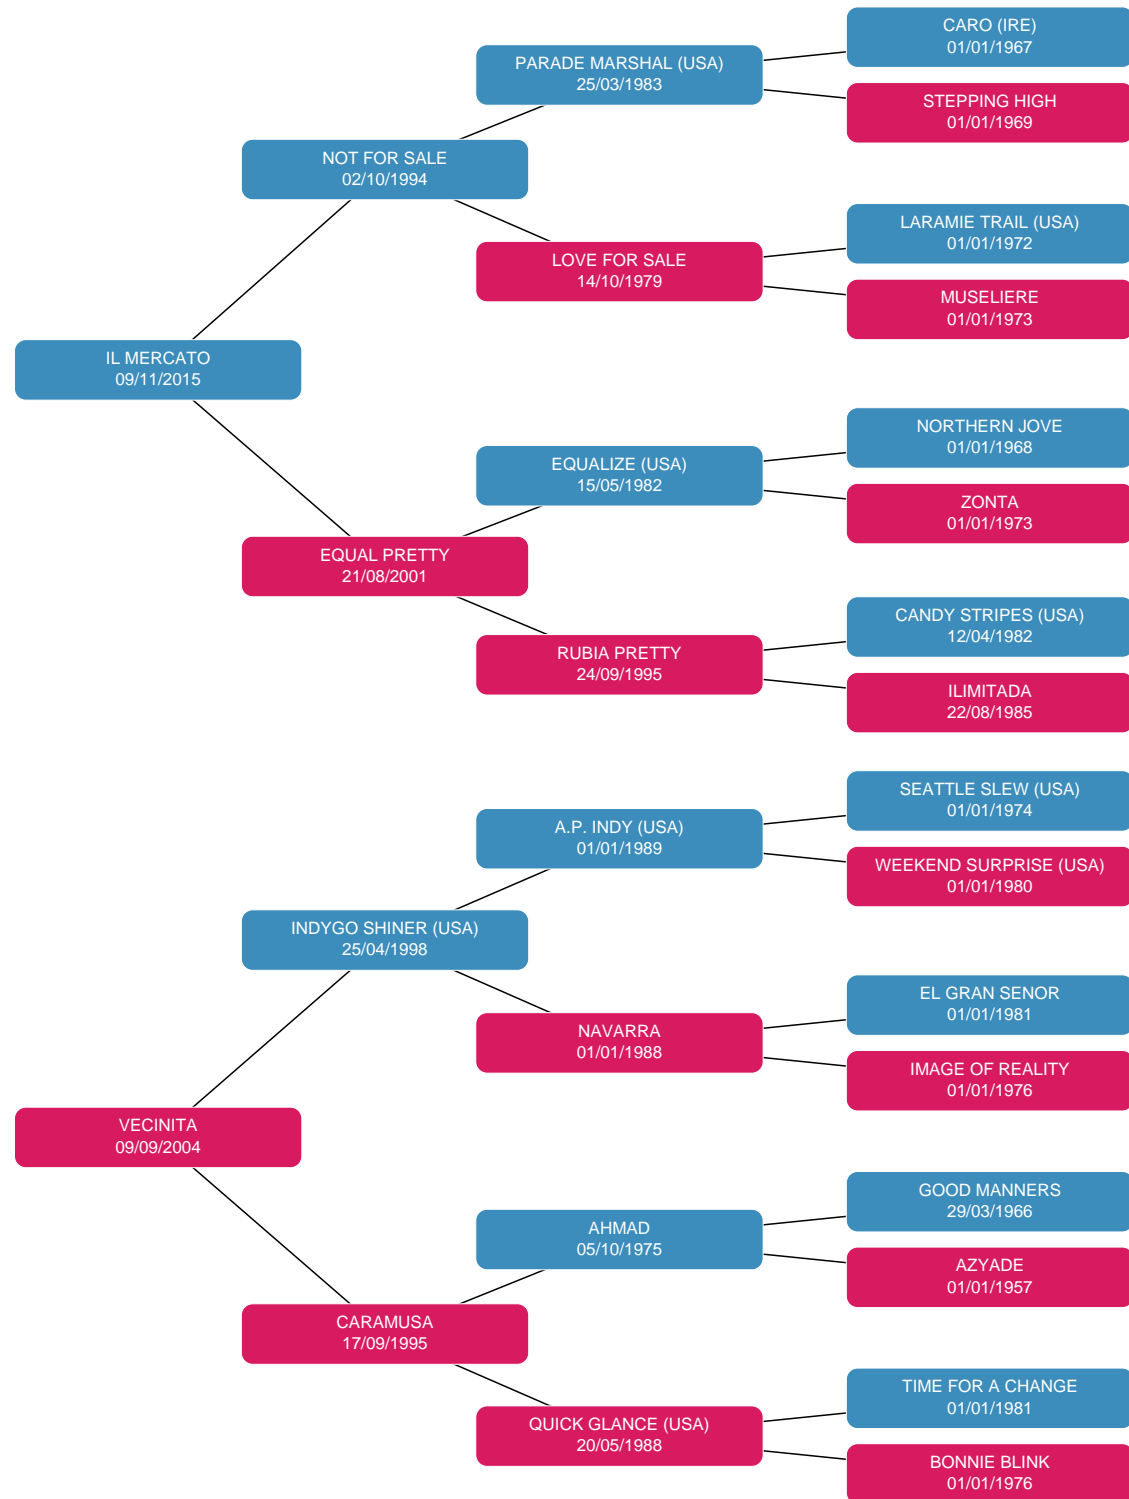 CARO (IRE)
01/01/1967
PARADE MARSHAL (USA)
25/03/1983
STEPPING HIGH
01/01/1969
NOT FOR SALE
02/10/1994
LARAMIE TRAIL (USA)
01/01/1972
LOVE FOR SALE
14/10/1979
MUSELIERE
01/01/1973
IL MERCATO
09/11/2015
NORTHERN JOVE
01/01/1968
EQUALIZE (USA)
15/05/1982
ZONTA
01/01/1973
EQUAL PRETTY
21/08/2001
CANDY STRIPES (USA)
12/04/1982
RUBIA PRETTY
24/09/1995
ILIMITADA
22/08/1985
SEATTLE SLEW (USA)
01/01/1974
A.P. INDY (USA)
01/01/1989
WEEKEND SURPRISE (USA)
01/01/1980
INDYGO SHINER (USA)
25/04/1998
EL GRAN SENOR
01/01/1981
NAVARRA
01/01/1988
IMAGE OF REALITY
01/01/1976
VECINITA
09/09/2004
GOOD MANNERS
29/03/1966
AHMAD
05/10/1975
AZYADE
01/01/1957
CARAMUSA
17/09/1995
TIME FOR A CHANGE
01/01/1981
QUICK GLANCE (USA)
20/05/1988
BONNIE BLINK
01/01/1976